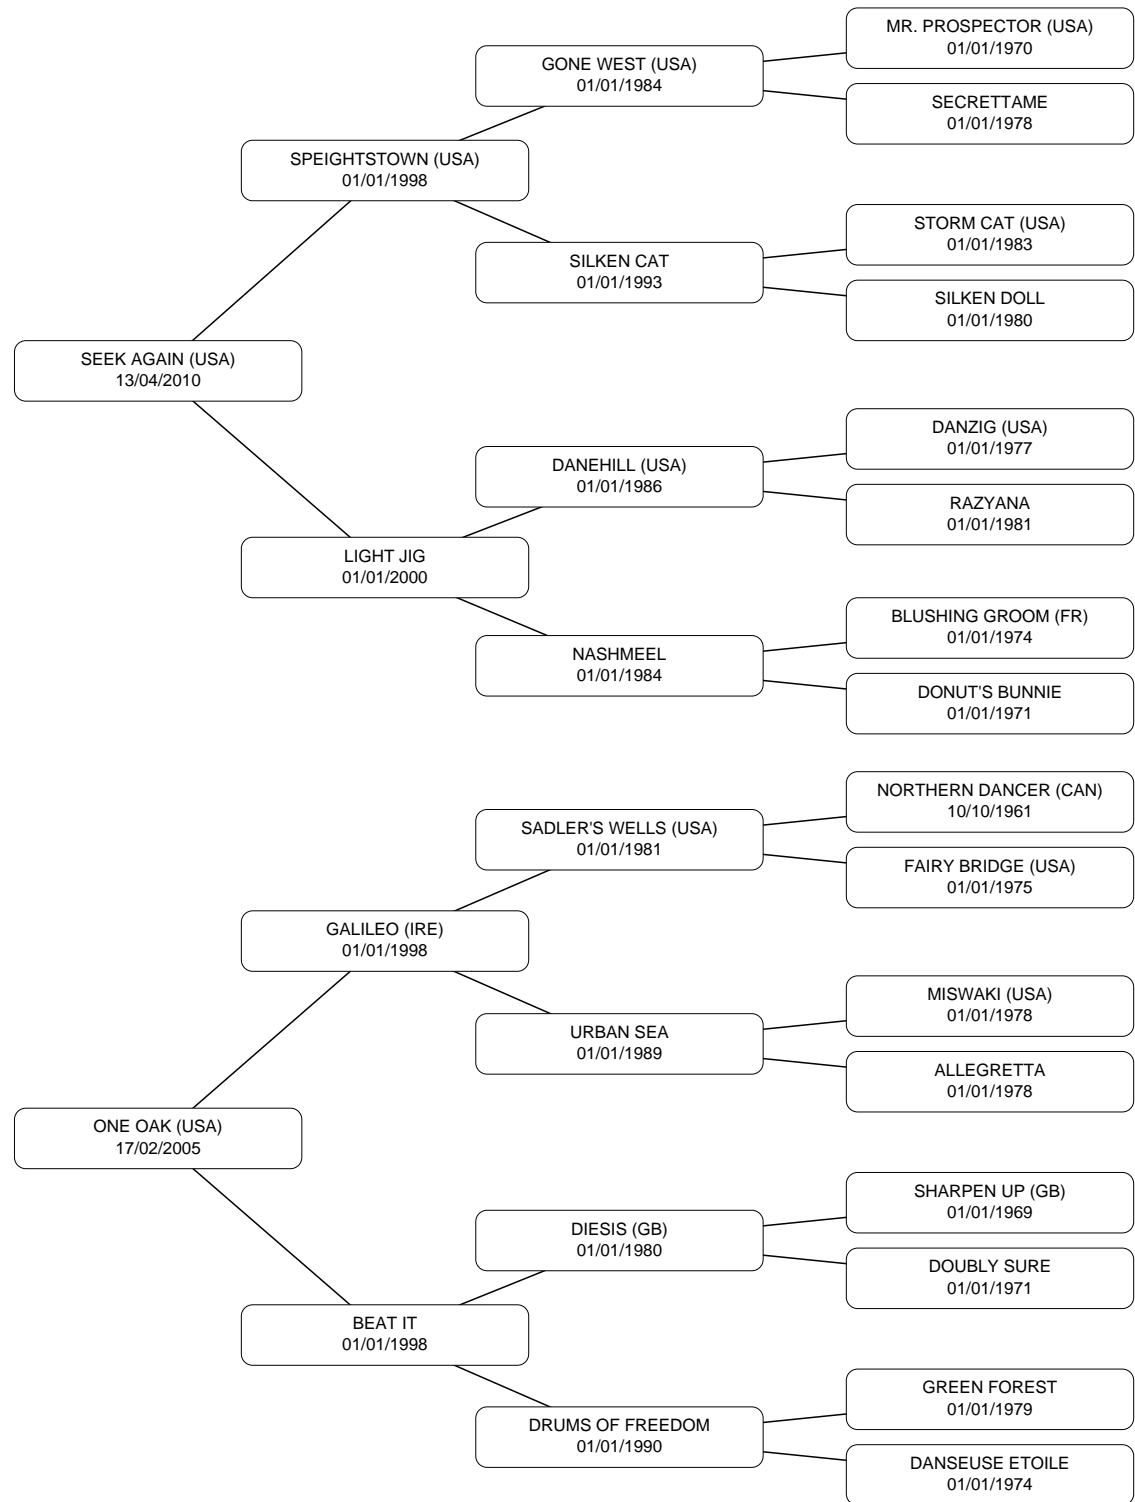 MR. PROSPECTOR (USA)
01/01/1970
GONE WEST (USA)
01/01/1984
SECRETTAME
01/01/1978
SPEIGHTSTOWN (USA)
01/01/1998
STORM CAT (USA)
01/01/1983
SILKEN CAT
01/01/1993
SILKEN DOLL
01/01/1980
SEEK AGAIN (USA)
13/04/2010
DANZIG (USA)
01/01/1977
DANEHILL (USA)
01/01/1986
RAZYANA
01/01/1981
LIGHT JIG
01/01/2000
BLUSHING GROOM (FR)
01/01/1974
NASHMEEL
01/01/1984
DONUT'S BUNNIE
01/01/1971
NORTHERN DANCER (CAN)
10/10/1961
SADLER'S WELLS (USA)
01/01/1981
FAIRY BRIDGE (USA)
01/01/1975
GALILEO (IRE)
01/01/1998
MISWAKI (USA)
01/01/1978
URBAN SEA
01/01/1989
ALLEGRETTA
01/01/1978
ONE OAK (USA)
17/02/2005
SHARPEN UP (GB)
01/01/1969
DIESIS (GB)
01/01/1980
DOUBLY SURE
01/01/1971
BEAT IT
01/01/1998
GREEN FOREST
01/01/1979
DRUMS OF FREEDOM
01/01/1990
DANSEUSE ETOILE
01/01/1974